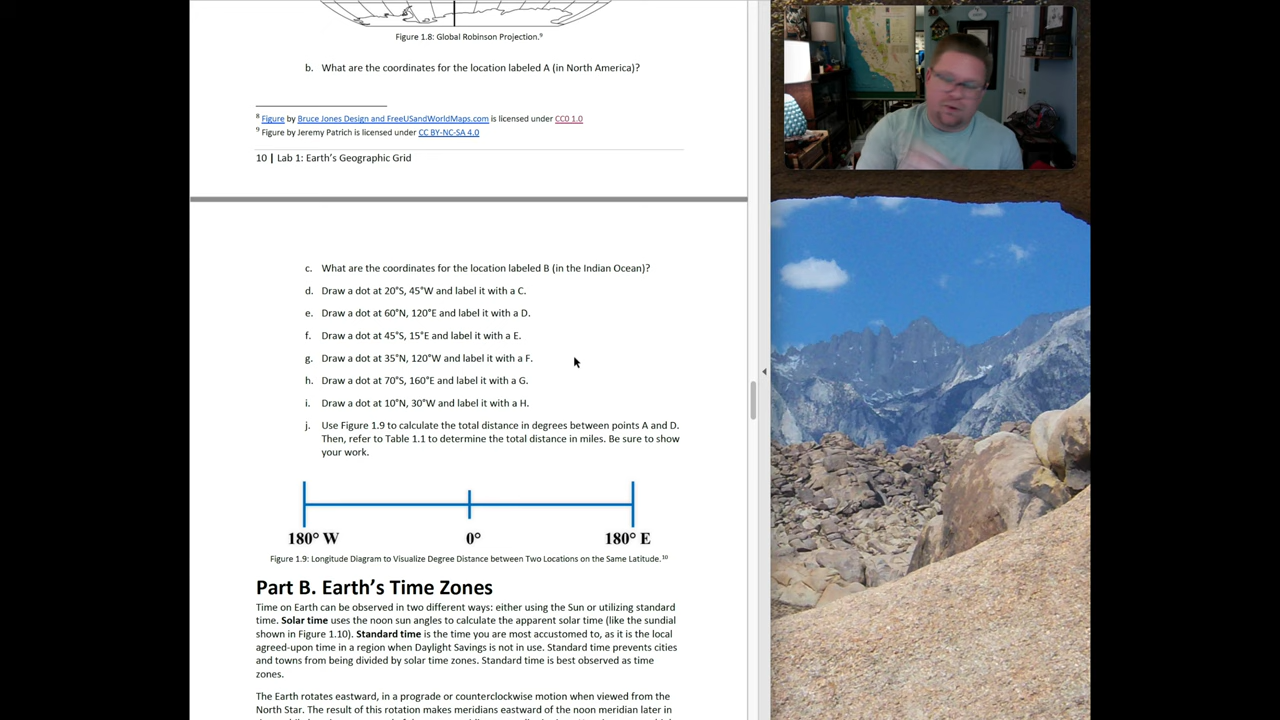 Figure 1.8: Global Robinson Projection.9
b. What are the coordinates for the location labeled A (in North America)?
8 Figure by Bruce Jones Design and FreeUSandWorldMaps.com is licensed under CC0 1.0
9 Figure by Jeremy Patrich is licensed under CC BY-NC-SA 4.0
10 | Lab 1: Earth's Geographic Grid
c. What are the coordinates for the location labeled B (in the Indian Ocean)?
d. Draw a dot at 20°S, 45°W and label it with a C.
e. Draw a dot at 60°N, 120°E and label it with a D.
f. Draw a dot at 45°S, 15°E and label it with a E.
g. Draw a dot at 35°N, 120°W and label it with a F.
h. Draw a dot at 70°S, 160°E and label it with a G.
i. Draw a dot at 10°N, 30°W and label it with a H.
j. Use Figure 1.9 to calculate the total distance in degrees between points A and D.
Then, refer to Table 1.1 to determine the total distance in miles. Be sure to show
your work.
180° W 0° 180° E
Figure 1.9: Longitude Diagram to Visualize Degree Distance between Two Locations on the Same Latitude.10
Part B. Earth's Time Zones
Time on Earth can be observed in two different ways: either using the Sun or utilizing standard
time. Solar time uses the noon sun angles to calculate the apparent solar time (like the sundial
shown in Figure 1.10). Standard time is the time you are most accustomed to, as it is the local
agreed-upon time in a region when Daylight Savings is not in use. Standard time prevents cities
and towns from being divided by solar time zones. Standard time is best observed as time
zones.
The Earth rotates eastward, in a prograde or counterclockwise motion when viewed from the
North Star. The result of this rotation makes meridians eastward of the noon meridian later in